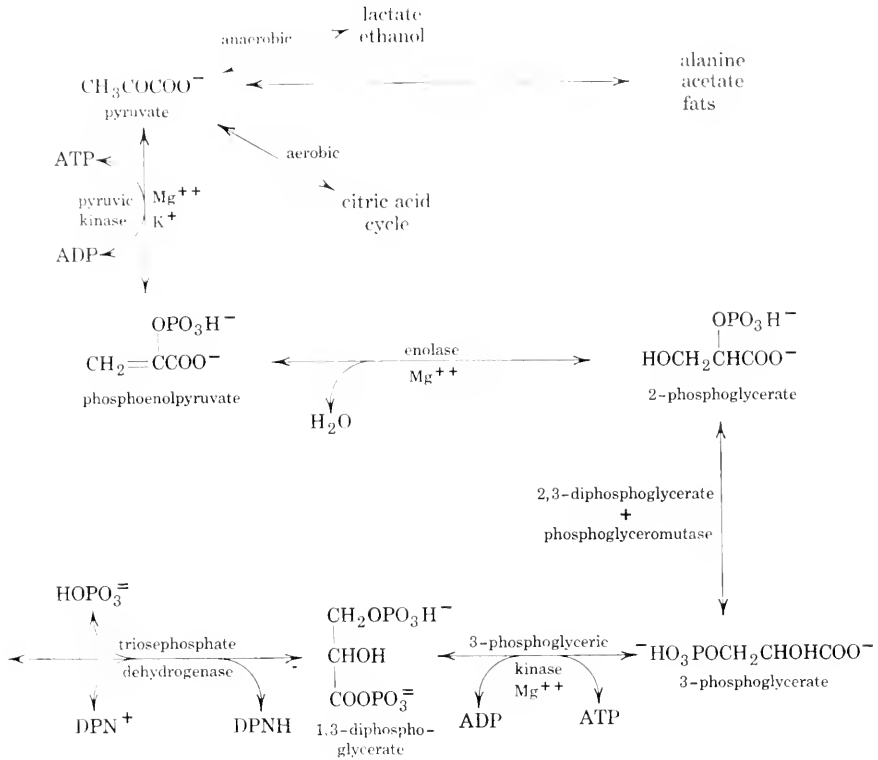 lactate
ethanol
anaerobic
alanine
acetate
fats
CH₃COCOO⁻
pyruvate
aerobic
citric acid
cycle
ATP
pyruvic
kinase
Mg⁺⁺
K⁺
ADP
OPO₃H⁻
CH₂=CCOO⁻
phosphoenolpyruvate
enolase
Mg⁺⁺
H₂O
OPO₃H⁻
HOCH₂CHCOO⁻
2-phosphoglycerate
2,3-diphosphoglycerate
+
phosphoglyceromutase
HOPO₃⁼
triosephosphate
dehydrogenase
DPN⁺
DPNH
CH₂OPO₃H⁻
CHOH
COOPO₃⁼
1,3-diphospho-
glycerate
3-phosphoglyceric
kinase
Mg⁺⁺
ADP
ATP
⁻HO₃POCH₂CHOHCOO⁻
3-phosphoglycerate